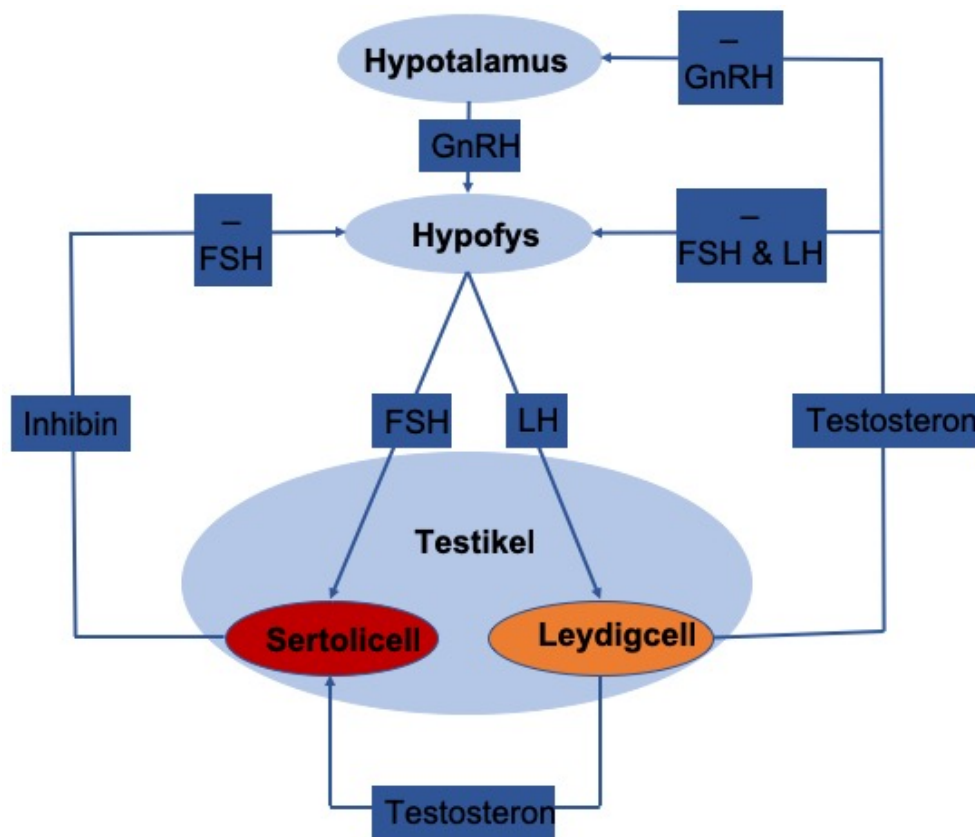 Hypotalamus
–
GnRH
GnRH
–
FSH
Hypofys
–
FSH & LH
Inhibin
FSH
LH
Testosteron
Testikel
Sertolicell
Leydigcell
Testosteron